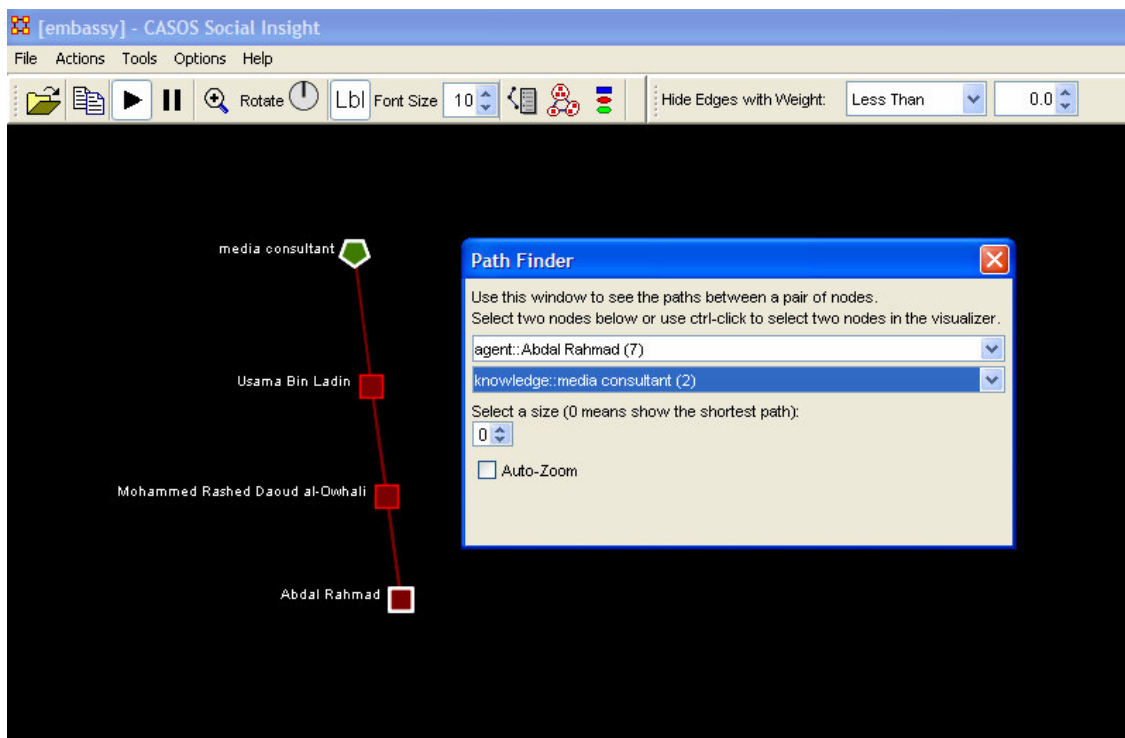 [embassy] - CASOS Social Insight
File Actions Tools Options Help
Rotate Lbl Font Size 10 Hide Edges with Weight: Less Than 0.0
media consultant
Usama Bin Ladin
Mohammed Rashed Daoud al-Owhali
Abdal Rahmad
Path Finder
Use this window to see the paths between a pair of nodes.
Select two nodes below or use ctrl-click to select two nodes in the visualizer.
agent::Abdal Rahmad (7)
knowledge::media consultant (2)
Select a size (0 means show the shortest path):
0
Auto-Zoom